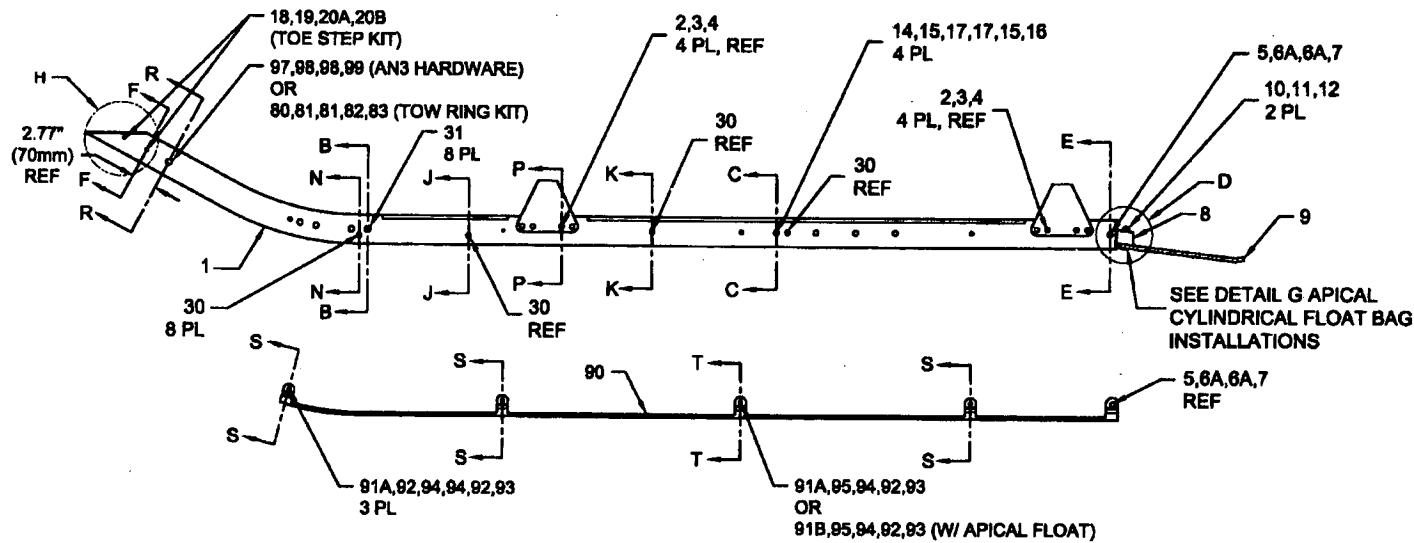 18,19,20A,20B
(TOE STEP KIT)
97,98,98,99 (AN3 HARDWARE)
OR
80,81,81,82,83 (TOW RING KIT)
H
R
F
2.77"
(70mm)
REF
F
R
2,3,4
4 PL, REF
14,15,17,17,15,16
4 PL
5,6A,6A,7
10,11,12
2 PL
2,3,4
4 PL, REF
31
8 PL
30
REF
30
REF
B
N
J
P
K
C
E
D
8
9
1
N
B
J
P
K
C
E
30
8 PL
30
REF
SEE DETAIL G APICAL
CYLINDRICAL FLOAT BAG
INSTALLATIONS
S
S
90
T
S
5,6A,6A,7
REF
S
S
T
S
91A,92,94,94,92,93
3 PL
91A,95,94,92,93
OR
91B,95,94,92,93 (W/ APICAL FLOAT)